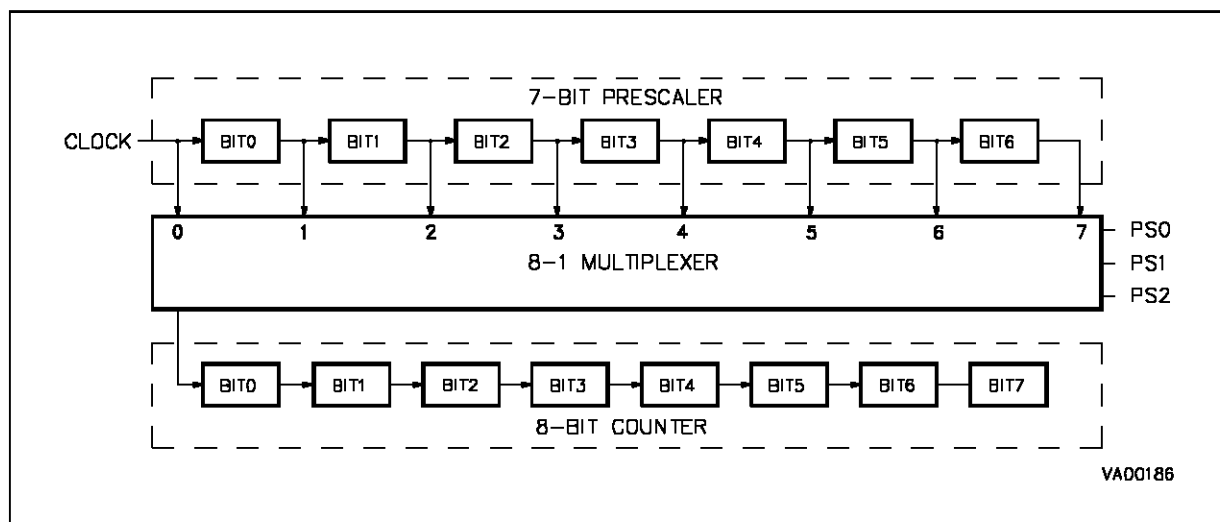 7-BIT PRESCALER
CLOCK BIT0 BIT1 BIT2 BIT3 BIT4 BIT5 BIT6
0 1 2 3 4 5 6 7
PS0
8-1 MULTIPLEXER
PS1
PS2
BIT0 BIT1 BIT2 BIT3 BIT4 BIT5 BIT6 BIT7
8-BIT COUNTER
VA00186